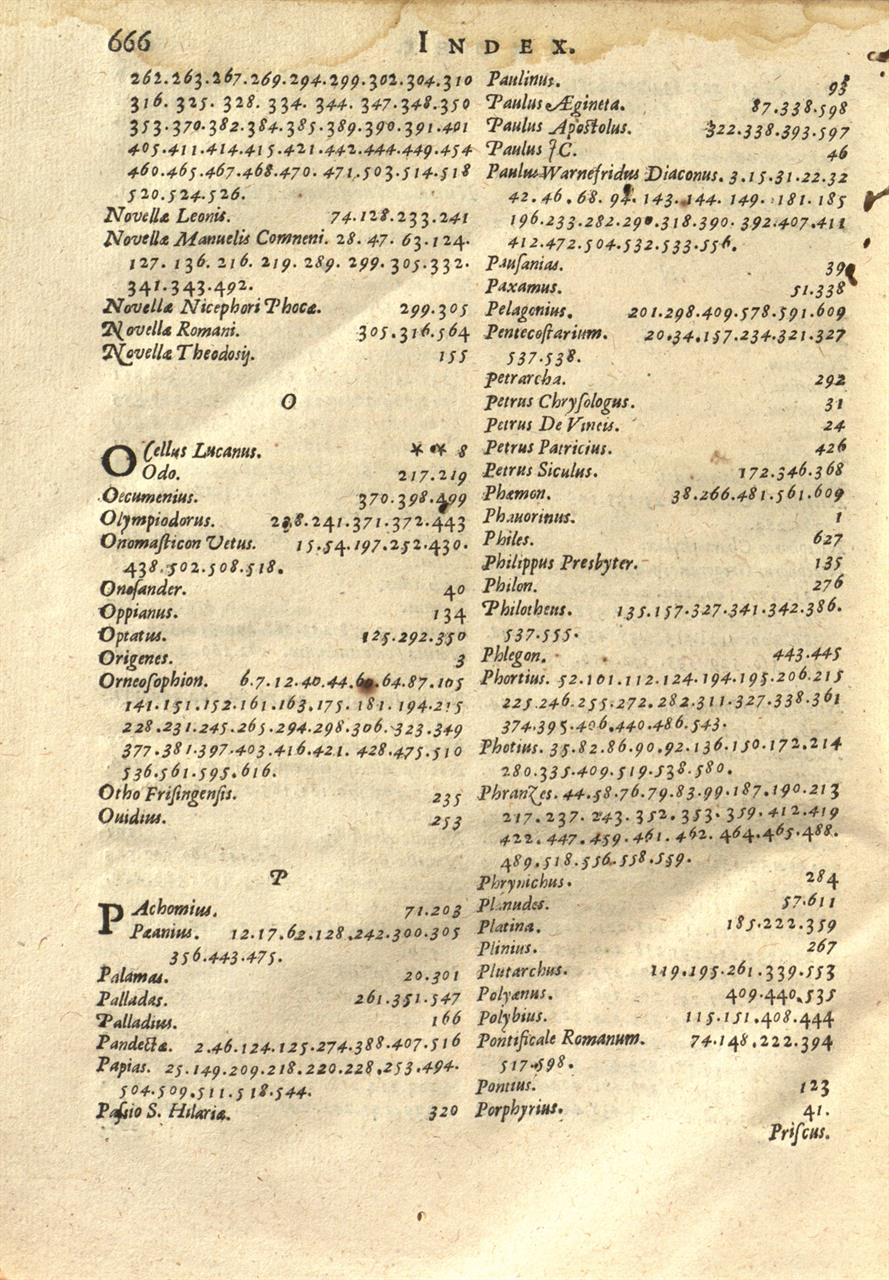 666
INDEX.
262.263.267.269.294.299.302.304.310
316. 325. 328. 334. 344. 347.348.350
353.370.382.384.385.389.390.391.401
405.411.414.415.421.442.444.449.454
460.465.467.468.470. 471.503.514.518
520.524.526.
Novellæ Leonis. 74.128.233.241
Novellæ Manuelis Comneni. 28. 47. 63.124.
127. 136. 216. 219. 289. 299.305.332.
341.343.492.
Novellæ Nicephori Phocæ. 299.305
Novellæ Romani. 305.316.564
Novellæ Theodosij. 155
O
OCellus Lucanus. * ** 8
Odo. 217.219
Oecumenius. 370.398.499
Olympiodorus. 238.241.371.372.443
Onomaſticon Vetus. 15.54.197.252.430.
438.502.508.518.
Onoſander. 40
Oppianus. 134
Optatus. 125.292.350
Origenes. 3
Orneoſophion. 6.7.12.40.44.60.64.87.105
141.151.152.161.163.175.181.194.215
228.231.245.265.294.298.306.323.349
377.381.397.403.416.421. 428.475.510
536.561.595.616.
Otho Friſingenſis. 235
Ouidius. 253
P
PAchomius. 71.203
Pæanius. 12.17.62.128.242.300.305
356.443.475.
Palamas. 20.301
Palladas. 261.351.547
Palladius. 166
Pandectæ. 2.46.124.125.274.388.407.516
Papias. 25.149.209.218.220.228.253.494.
504.509.511.518.544.
Paſſio S. Hilariæ. 320
Paulinus. 93
Paulus Ægineta. 87.338.598
Paulus Apoſtolus. 322.338.393.597
Paulus JC. 46
Paulus Warnefridus Diaconus. 3.15.31.22.32
42. 46. 68. 94. 143. 144. 149. 181. 185
196.233.282.290.318.390. 392.407.411
412.472.504.532.533.556.
Pauſanias. 39
Paxamus. 51.338
Pelagonius. 201.298.409.578.591.609
Pentecoſtarium. 20.34.157.234.321.327
537.538.
Petrarcha. 292
Petrus Chryſologus. 31
Petrus De Vineis. 24
Petrus Patricius. 426
Petrus Siculus. 172.346.368
Phæmon. 38.266.481.561.609
Phauorinus. 1
Philes. 627
Philippus Presbyter. 135
Philon. 276
Philotheus. 135.157.327.341.342.386.
537.555.
Phlegon. 443.445
Phortius. 52.101.112.124.194.195.206.215
225.246.255.272.282.311.327.338.361
374.395.406.440.486.543.
Photius. 35.82.86.90.92.136.150.172.214
280.335.409.519.538.580.
Phranzes. 44.58.76.79.83.99.187.190.213
217.237. 243. 352. 353. 359. 412.419
422.447.459.461. 462. 464.465.488.
489.518.556.558.559.
Phrynichus. 284
Planudes. 57.611
Platina. 185.222.359
Plinius. 267
Plutarchus. 119.195.261.339.553
Polyænus. 409.440.535
Polybius. 115.151.408.444
Pontificale Romanum. 74.148.222.394
517.598.
Pontius. 123
Porphyrius. 41.
Priſcus.